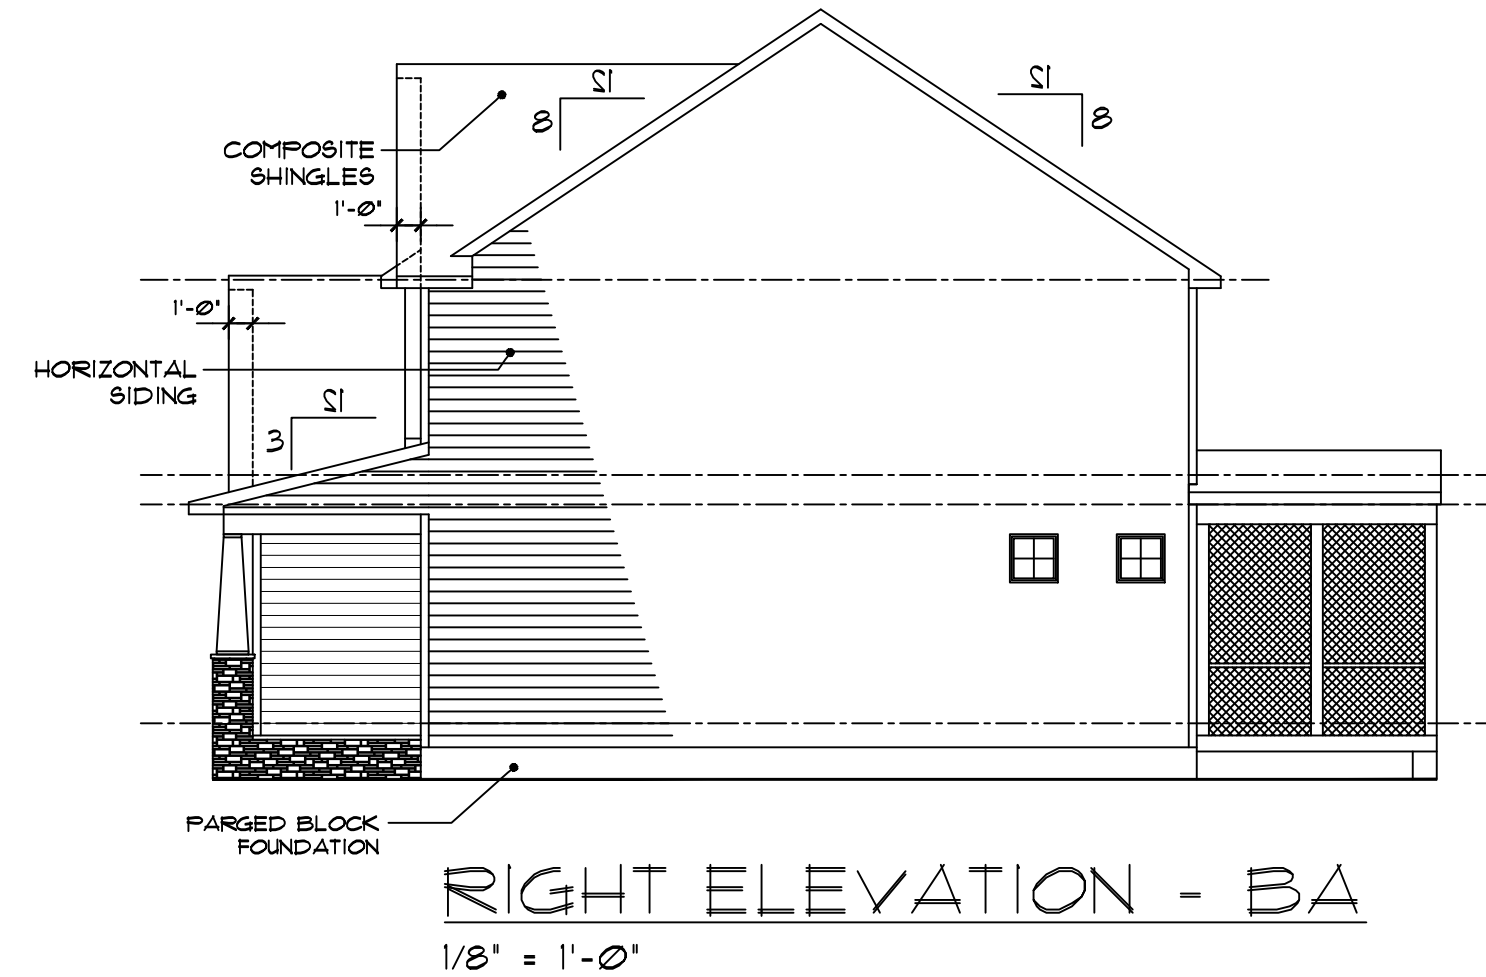 12
8
12
8
COMPOSITE
SHINGLES
1'-0"
1'-0"
HORIZONTAL
SIDING
12
3
PARGED BLOCK
FOUNDATION
RIGHT ELEVATION - BA
1/8" = 1'-0"